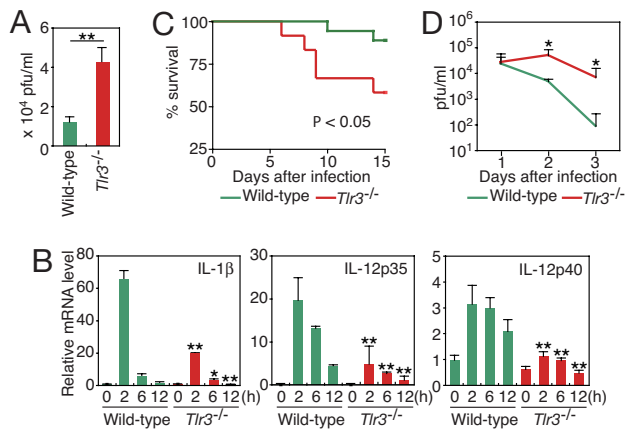 A
** 
× 10⁴ pfu/ml
6
4
2
0
Wild-type
Tlr3⁻/⁻
C
% survival
100
75
50
25
0
P < 0.05
0 5 10 15
Days after infection
Wild-type Tlr3⁻/⁻
D
pfu/ml
10⁶
10⁵
10⁴
10³
10²
10¹
* *
1 2 3
Days after infection
Wild-type Tlr3⁻/⁻
B
Relative mRNA level
IL-1β
80
60
40
20
0
** * **
0 2 6 12 0 2 6 12(h)
Wild-type Tlr3⁻/⁻
IL-12p35
30
20
10
0
** ** **
0 2 6 12 0 2 6 12(h)
Wild-type Tlr3⁻/⁻
IL-12p40
5
4
3
2
1
0
** ** **
0 2 6 12 0 2 6 12(h)
Wild-type Tlr3⁻/⁻